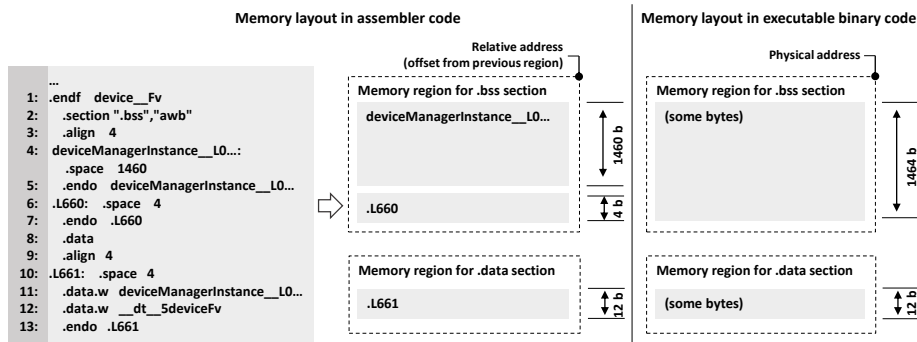 Memory layout in assembler code
Memory layout in executable binary code
Relative address
(offset from previous region)
Physical address
...
1: .endf device__Fv
2: .section ".bss","awb"
3: .align 4
4: deviceManagerInstance__L0...:
.space 1460
5: .endo deviceManagerInstance__L0...
6: .L660: .space 4
7: .endo .L660
8: .data
9: .align 4
10: .L661: .space 4
11: .data.w deviceManagerInstance__L0...
12: .data.w __dt__5deviceFv
13: .endo .L661
Memory region for .bss section
deviceManagerInstance__L0...
1460 b
.L660
4 b
Memory region for .data section
.L661
12 b
Memory region for .bss section
(some bytes)
1464 b
Memory region for .data section
(some bytes)
12 b